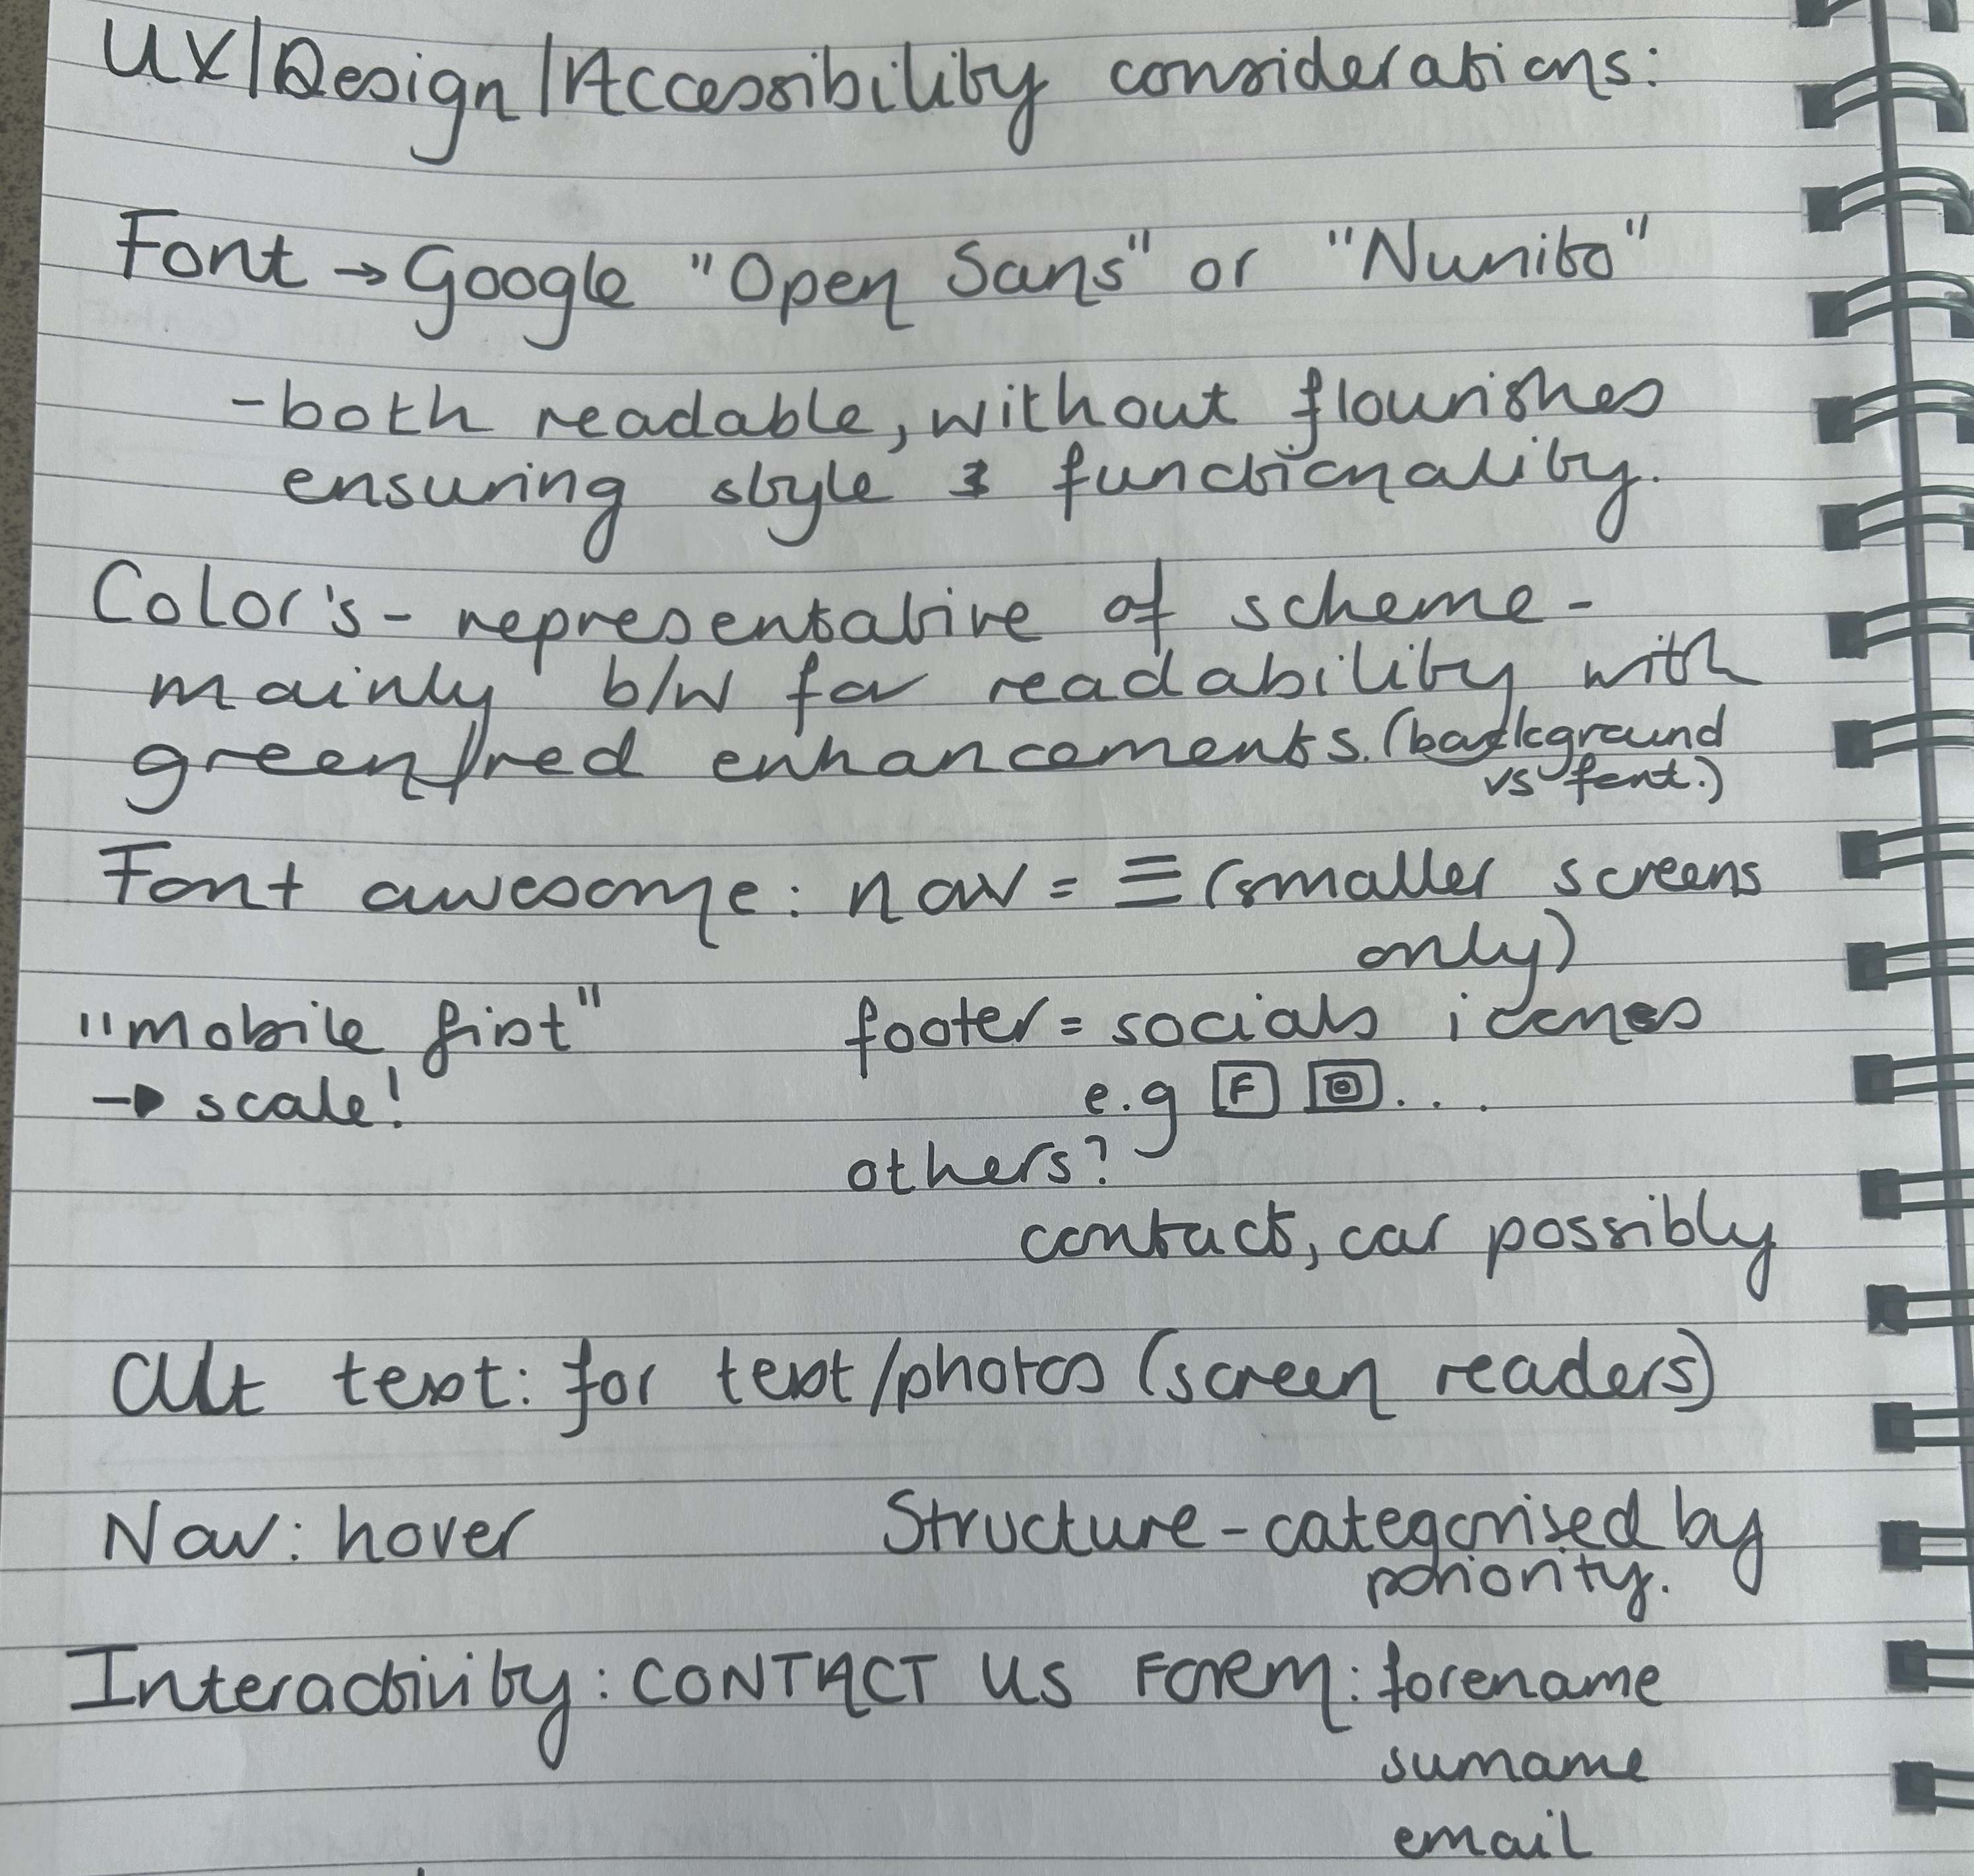 UX/Design/Accessibility considerations:
Font → Google "Open Sans" or "Nunito"
- both readable, without flourishes
ensuring style & functionality.
Color's - representative of scheme -
mainly b/w for readability with
green/red enhancements. (background
vs font.)
Font awesome: nav = ☰ (smaller screens
only)
"mobile first"
→ scale!
footer = socials icones
e.g F ...
others?
contact, car possibly
Alt text: for text/photos (screen readers)
Nav: hover
Structure - categorised by
priority.
Interactivity: CONTACT US FORM: forename
surname
email